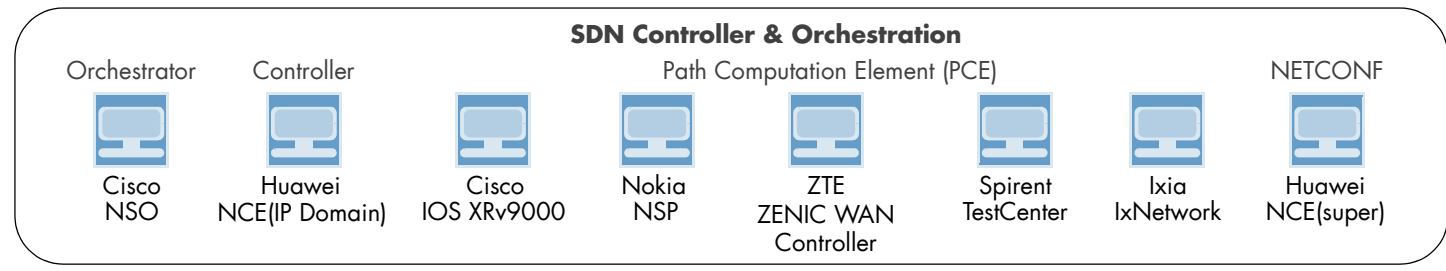 SDN Controller & Orchestration
Orchestrator
Controller
Path Computation Element (PCE)
NETCONF
Cisco
NSO
Huawei
NCE(IP Domain)
Cisco
IOS XRv9000
Nokia
NSP
ZTE
ZENIC WAN
Controller
Spirent
TestCenter
Ixia
IxNetwork
Huawei
NCE(super)